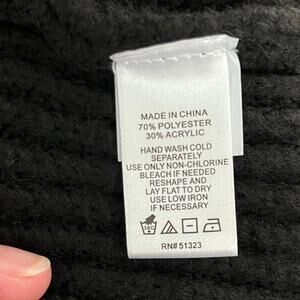 MADE IN CHINA
70% POLYESTER
30% ACRYLIC
HAND WASH COLD
SEPARATELY
USE ONLY NON-CHLORINE
BLEACH IF NEEDED
RESHAPE AND
LAY FLAT TO DRY
USE LOW IRON
IF NECESSARY
RN# 51323